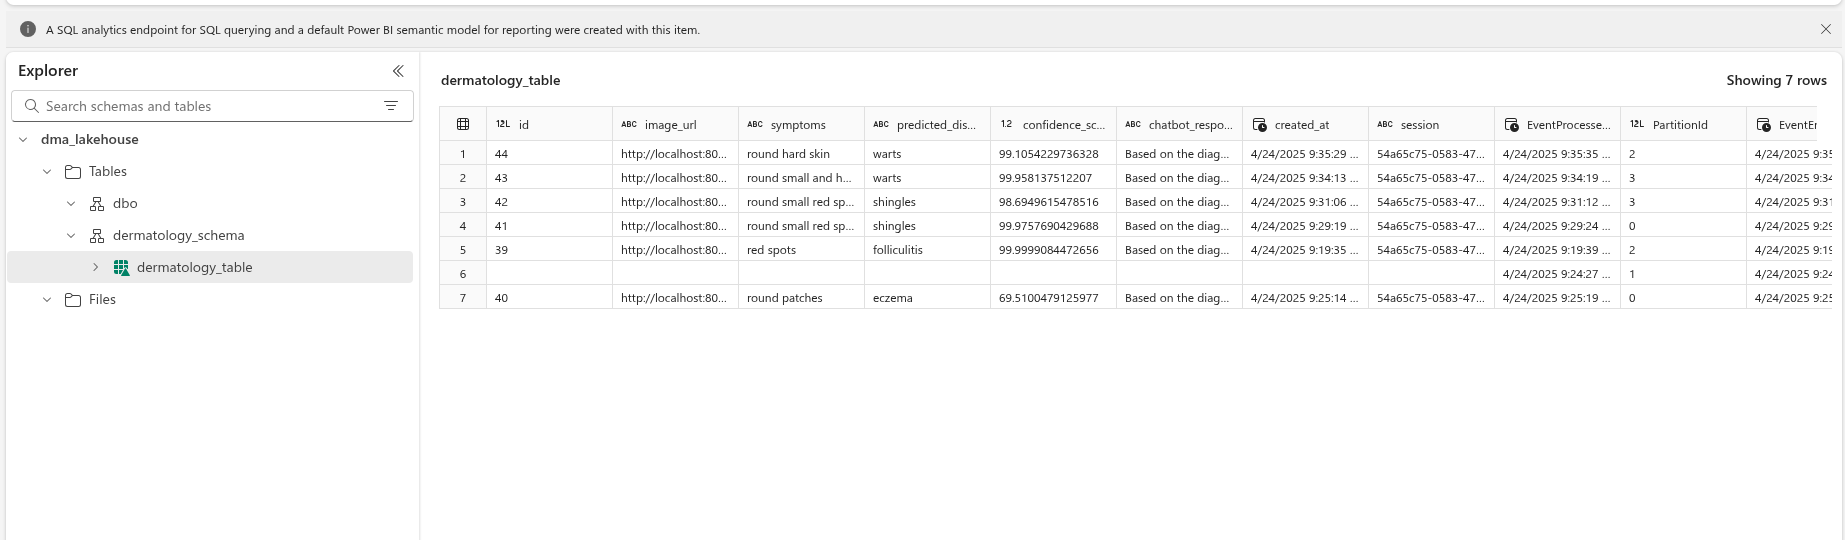 A SQL analytics endpoint for SQL querying and a default Power BI semantic model for reporting were created with this item.
Explorer
Search schemas and tables
dma_lakehouse
Tables
dbo
dermatology_schema
dermatology_table
Files
dermatology_table Showing 7 rows
12L id ABC image_url ABC symptoms ABC predicted_dis... 1.2 confidence_sc... ABC chatbot_respo... created_at ABC session EventProcesse... 12L PartitionId EventEr
1 44 http://localhost:80... round hard skin warts 99.1054229736328 Based on the diag... 4/24/2025 9:35:29 ... 54a65c75-0583-47... 4/24/2025 9:35:35 ... 2 4/24/2025 9:35
2 43 http://localhost:80... round small and h... warts 99.958137512207 Based on the diag... 4/24/2025 9:34:13 ... 54a65c75-0583-47... 4/24/2025 9:34:19 ... 3 4/24/2025 9:34
3 42 http://localhost:80... round small red sp... shingles 98.6949615478516 Based on the diag... 4/24/2025 9:31:06 ... 54a65c75-0583-47... 4/24/2025 9:31:12 ... 3 4/24/2025 9:31
4 41 http://localhost:80... round small red sp... shingles 99.9757690429688 Based on the diag... 4/24/2025 9:29:19 ... 54a65c75-0583-47... 4/24/2025 9:29:24 ... 0 4/24/2025 9:29
5 39 http://localhost:80... red spots folliculitis 99.9999084472656 Based on the diag... 4/24/2025 9:19:35 ... 54a65c75-0583-47... 4/24/2025 9:19:39 ... 2 4/24/2025 9:19
6 4/24/2025 9:24:27 ... 1 4/24/2025 9:24
7 40 http://localhost:80... round patches eczema 69.5100479125977 Based on the diag... 4/24/2025 9:25:14 ... 54a65c75-0583-47... 4/24/2025 9:25:19 ... 0 4/24/2025 9:25